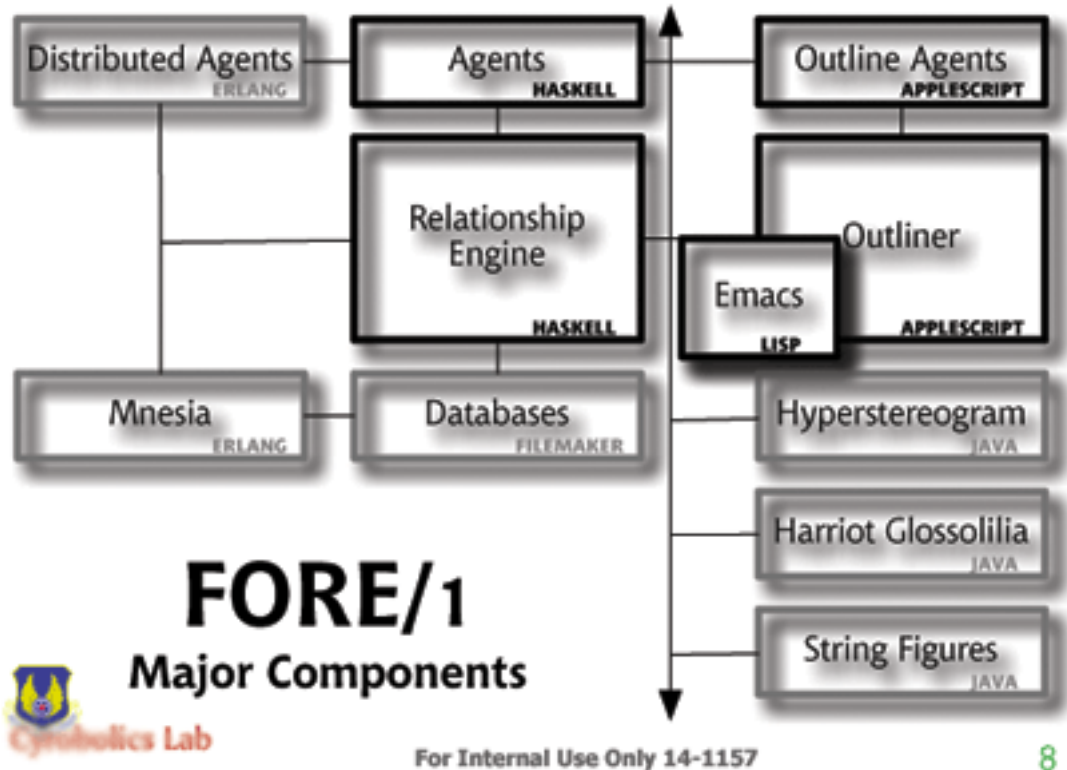 Distributed Agents
ERLANG
Agents
HASKELL
Outline Agents
APPLESCRIPT
Relationship
Engine
HASKELL
Emacs
LISP
Outliner
APPLESCRIPT
Mnesia
ERLANG
Databases
FILEMAKER
Hyperstereogram
JAVA
Harriot Glossolilia
JAVA
String Figures
JAVA
FORE/1
Major Components
Cyrobolics Lab
For Internal Use Only 14-1157
8